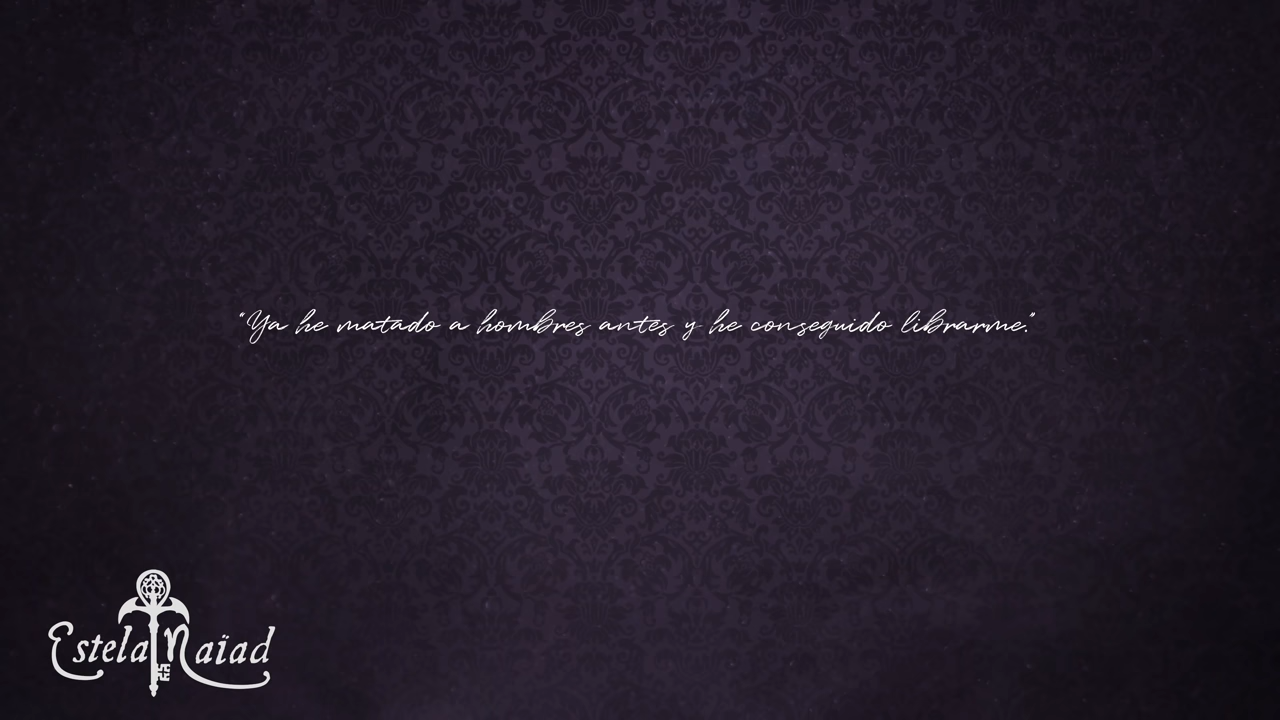 “Ya he matado a hombres antes y he conseguido librarme.”
Estela Naïad